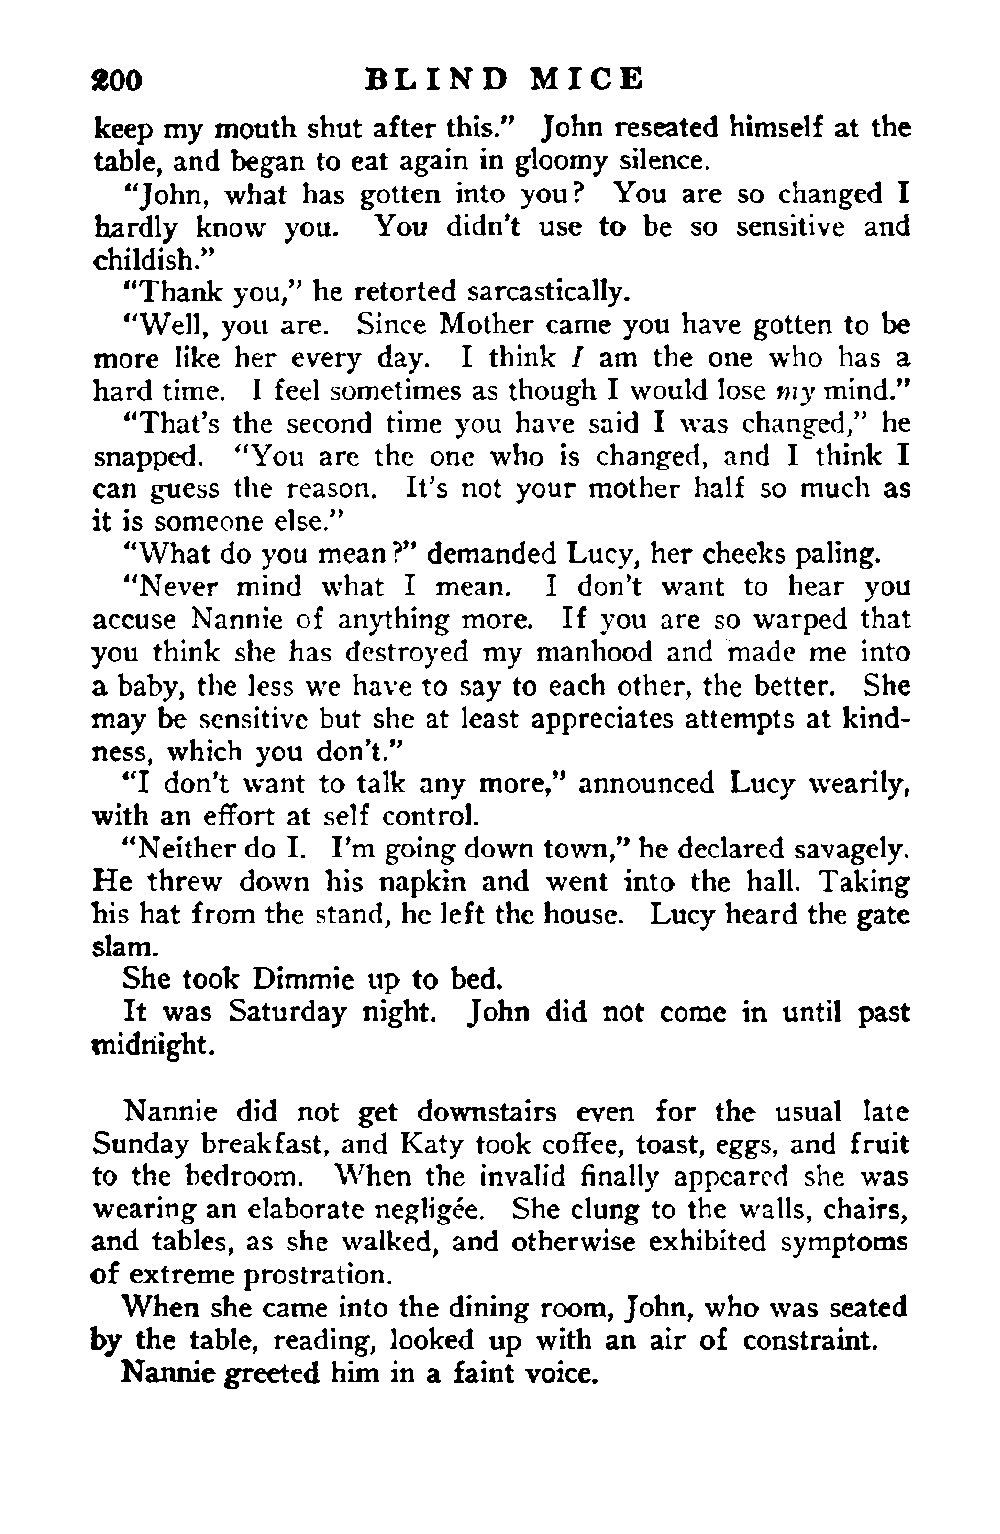 200 BLIND MICE
keep my mouth shut after this." John reseated himself at the
table, and began to eat again in gloomy silence.
"John, what has gotten into you? You are so changed I
hardly know you. You didn't use to be so sensitive and
childish."
"Thank you," he retorted sarcastically.
"Well, you are. Since Mother came you have gotten to be
more like her every day. I think I am the one who has a
hard time. I feel sometimes as though I would lose my mind."
"That's the second time you have said I was changed," he
snapped. "You are the one who is changed, and I think I
can guess the reason. It's not your mother half so much as
it is someone else."
"What do you mean?" demanded Lucy, her cheeks paling.
"Never mind what I mean. I don't want to hear you
accuse Nannie of anything more. If you are so warped that
you think she has destroyed my manhood and made me into
a baby, the less we have to say to each other, the better. She
may be sensitive but she at least appreciates attempts at kind-
ness, which you don't."
"I don't want to talk any more," announced Lucy wearily,
with an effort at self control.
"Neither do I. I'm going down town," he declared savagely.
He threw down his napkin and went into the hall. Taking
his hat from the stand, he left the house. Lucy heard the gate
slam.
She took Dimmie up to bed.
It was Saturday night. John did not come in until past
midnight.
Nannie did not get downstairs even for the usual late
Sunday breakfast, and Katy took coffee, toast, eggs, and fruit
to the bedroom. When the invalid finally appeared she was
wearing an elaborate negligée. She clung to the walls, chairs,
and tables, as she walked, and otherwise exhibited symptoms
of extreme prostration.
When she came into the dining room, John, who was seated
by the table, reading, looked up with an air of constraint.
Nannie greeted him in a faint voice.